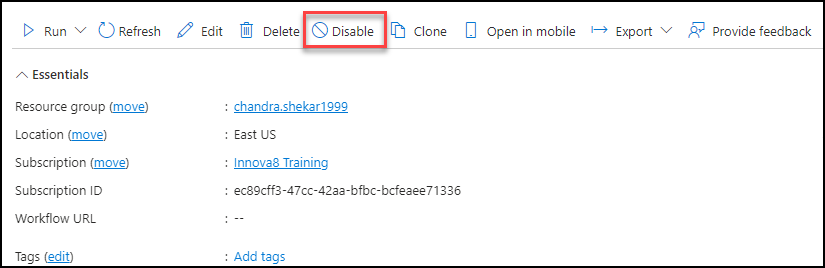 Run Refresh Edit Delete Disable Clone Open in mobile Export Provide feedback
Essentials
Resource group (move) : chandra.shekar1999
Location (move) : East US
Subscription (move) : Innova8 Training
Subscription ID : ec89cff3-47cc-42aa-bfbc-bcfeaee71336
Workflow URL : --
Tags (edit) : Add tags